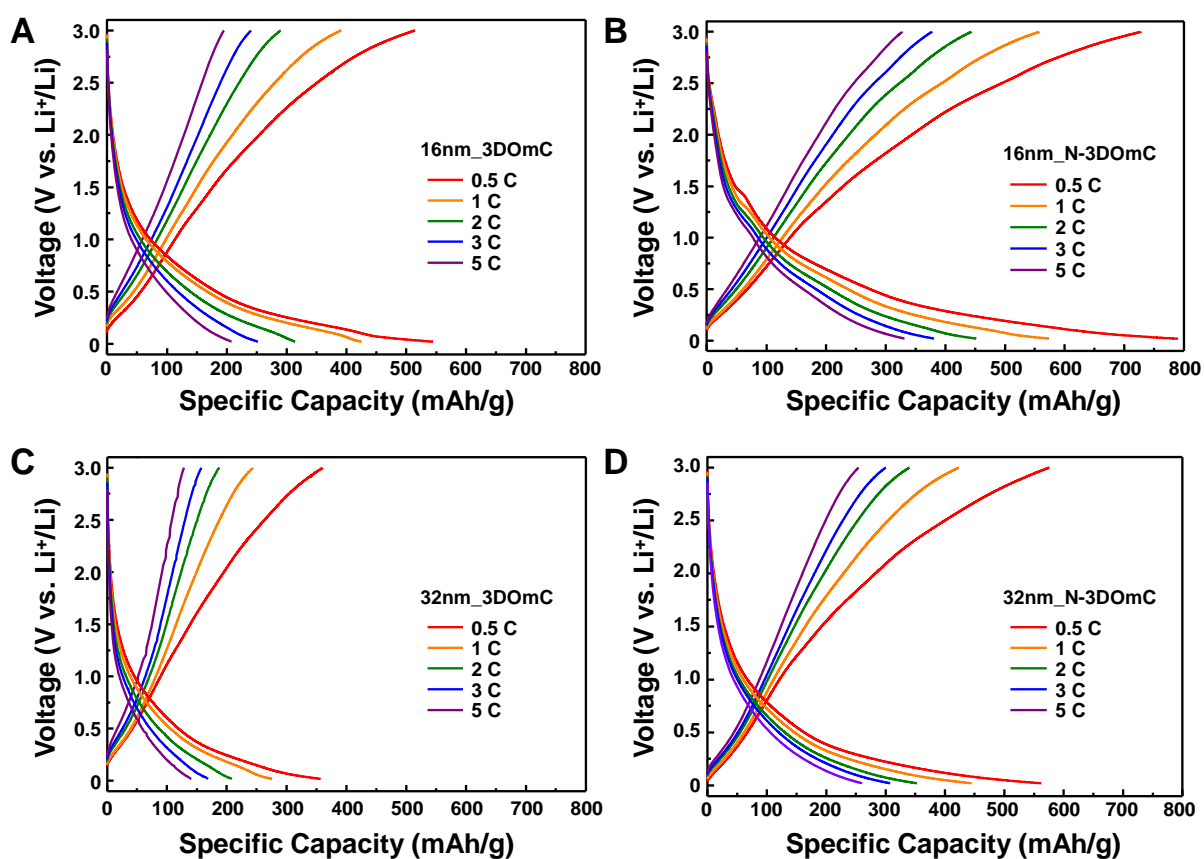 A
Voltage (V vs. Li⁺/Li)
3.0
2.5
2.0
1.5
1.0
0.5
0
16nm_3DOmC
0.5 C
1 C
2 C
3 C
5 C
0 100 200 300 400 500 600 700 800
Specific Capacity (mAh/g)
B
Voltage (V vs. Li⁺/Li)
3.0
2.5
2.0
1.5
1.0
0.5
0
16nm_N-3DOmC
0.5 C
1 C
2 C
3 C
5 C
0 100 200 300 400 500 600 700 800
Specific Capacity (mAh/g)
C
Voltage (V vs. Li⁺/Li)
3.0
2.5
2.0
1.5
1.0
0.5
0
32nm_3DOmC
0.5 C
1 C
2 C
3 C
5 C
0 100 200 300 400 500 600 700 800
Specific Capacity (mAh/g)
D
Voltage (V vs. Li⁺/Li)
3.0
2.5
2.0
1.5
1.0
0.5
0
32nm_N-3DOmC
0.5 C
1 C
2 C
3 C
5 C
0 100 200 300 400 500 600 700 800
Specific Capacity (mAh/g)